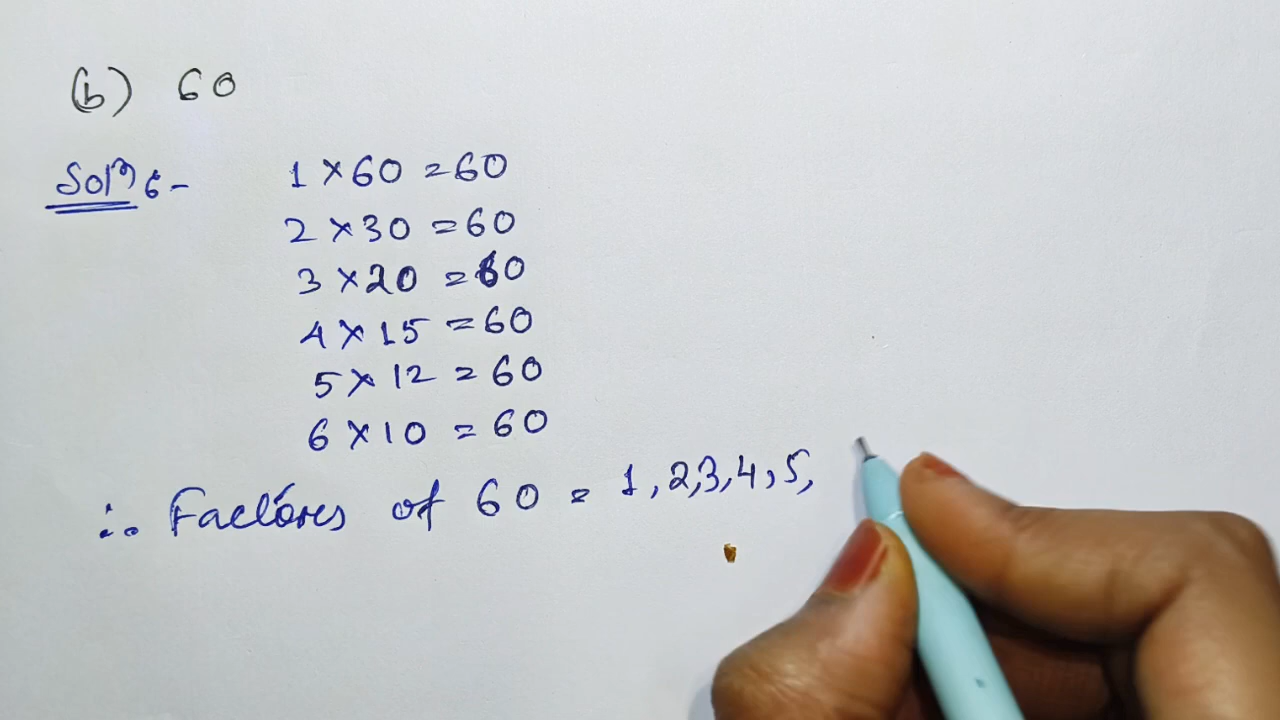 (b) 60
Solⁿ :-
1 × 60 = 60
2 × 30 = 60
3 × 20 = 60
4 × 15 = 60
5 × 12 = 60
6 × 10 = 60
∴ Factores of 60 = 1, 2, 3, 4, 5,